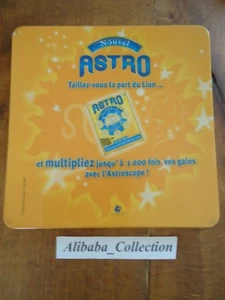 Nouvel
ASTRO
Taillez-vous la part du Lion ...
ASTRO
et multipliez jusqu' à 1 000 fois vos gains
avec l'Astroscope !
Alibaba_Collection